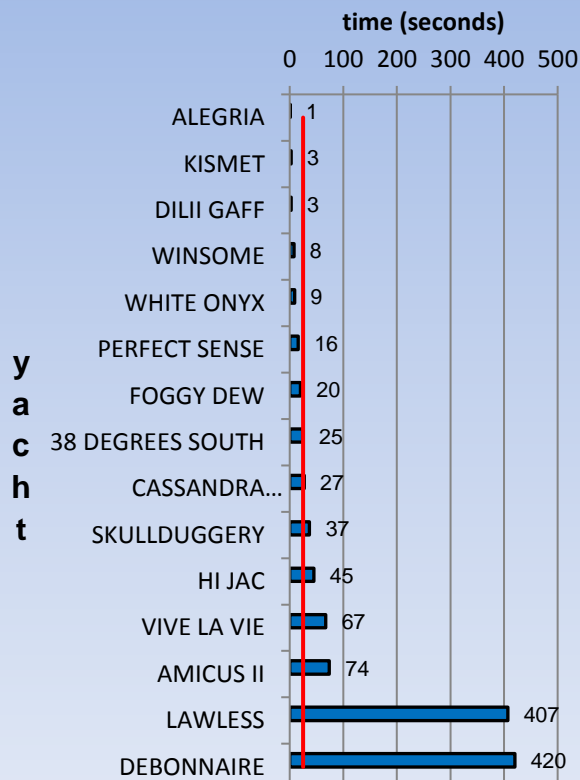 time (seconds)
0 100 200 300 400 500
ALEGRIA 1
KISMET 3
DILII GAFF 3
WINSOME 8
WHITE ONYX 9
PERFECT SENSE 16
FOGGY DEW 20
38 DEGREES SOUTH 25
CASSANDRA... 27
SKULLDUGGERY 37
HI JAC 45
VIVE LA VIE 67
AMICUS II 74
LAWLESS 407
DEBONNAIRE 420
yacht